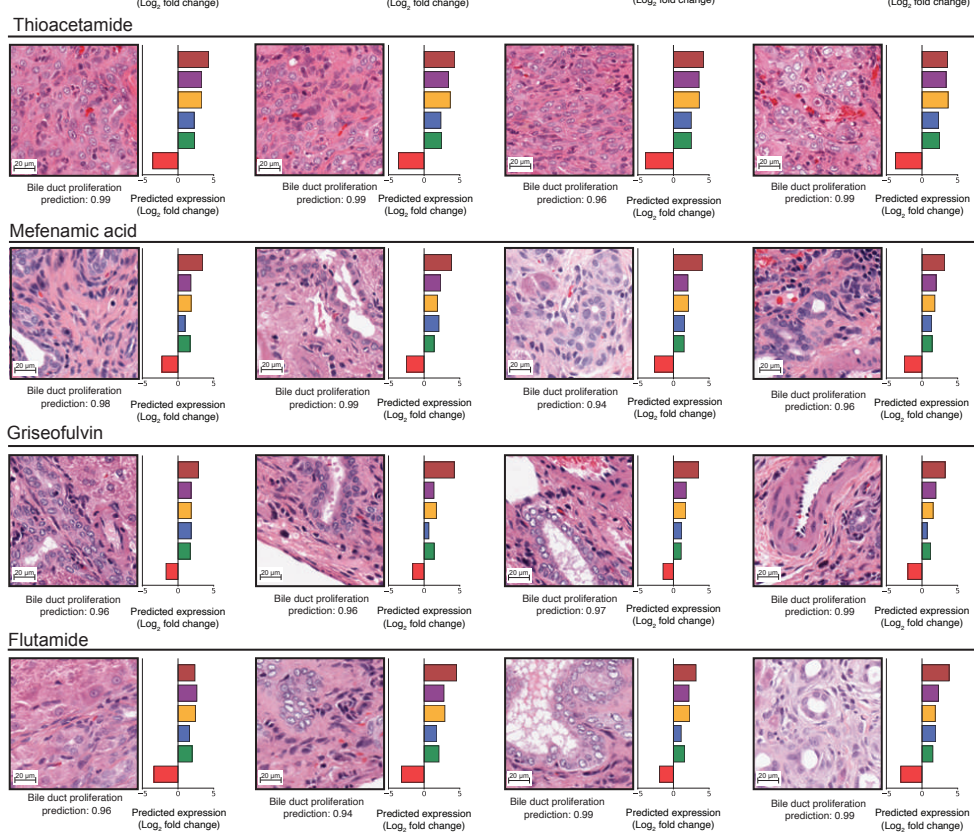 (Log2 fold change) (Log2 fold change) (Log2 fold change) (Log2 fold change)
Thioacetamide
20 µm 20 µm 20 µm 20 µm
−5 0 5 −5 0 5 −5 0 5 −5 0 5
Bile duct proliferation Predicted expression Bile duct proliferation Predicted expression Bile duct proliferation Predicted expression Bile duct proliferation Predicted expression
prediction: 0.99 (Log2 fold change) prediction: 0.99 (Log2 fold change) prediction: 0.96 (Log2 fold change) prediction: 0.99 (Log2 fold change)
Mefenamic acid
20 µm 20 µm 20 µm 20 µm
−5 0 5 −5 0 5 −5 0 5 −5 0 5
Bile duct proliferation Predicted expression Bile duct proliferation Predicted expression Bile duct proliferation Predicted expression Bile duct proliferation Predicted expression
prediction: 0.98 (Log2 fold change) prediction: 0.99 (Log2 fold change) prediction: 0.94 (Log2 fold change) prediction: 0.96 (Log2 fold change)
Griseofulvin
20 µm 20 µm 20 µm 20 µm
−5 0 5 −5 0 5 −5 0 5 −5 0 5
Bile duct proliferation Predicted expression Bile duct proliferation Predicted expression Bile duct proliferation Predicted expression Bile duct proliferation Predicted expression
prediction: 0.96 (Log2 fold change) prediction: 0.96 (Log2 fold change) prediction: 0.97 (Log2 fold change) prediction: 0.99 (Log2 fold change)
Flutamide
20 µm 20 µm 20 µm 20 µm
−5 0 5 −5 0 5 −5 0 5 −5 0 5
Bile duct proliferation Predicted expression Bile duct proliferation Predicted expression Bile duct proliferation Predicted expression Bile duct proliferation Predicted expression
prediction: 0.96 (Log2 fold change) prediction: 0.94 (Log2 fold change) prediction: 0.99 (Log2 fold change) prediction: 0.99 (Log2 fold change)